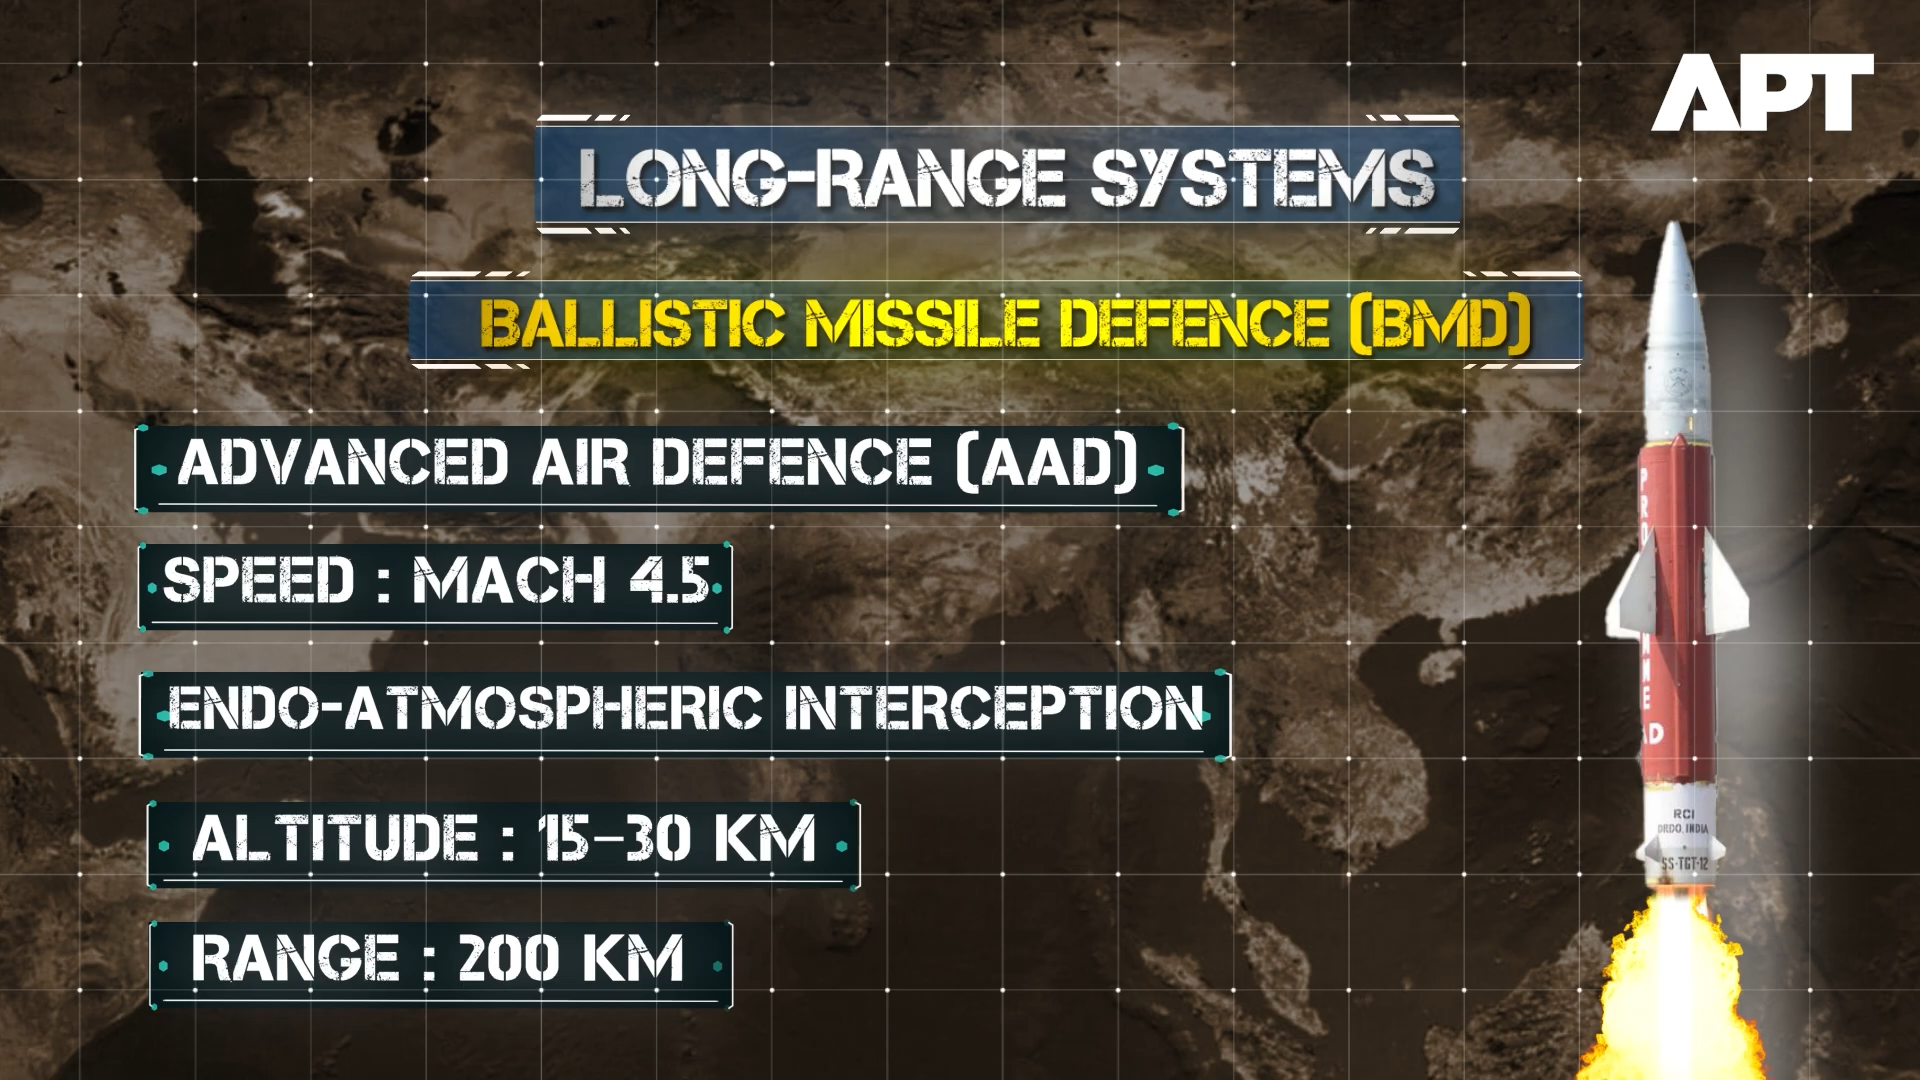 APT
LONG-RANGE SYSTEMS
BALLISTIC MISSILE DEFENCE (BMD)
ADVANCED AIR DEFENCE (AAD)
SPEED : MACH 4.5
ENDO-ATMOSPHERIC INTERCEPTION
ALTITUDE : 15–30 KM
RANGE : 200 KM
RCI
DRDO, INDIA
SS-TGT-12